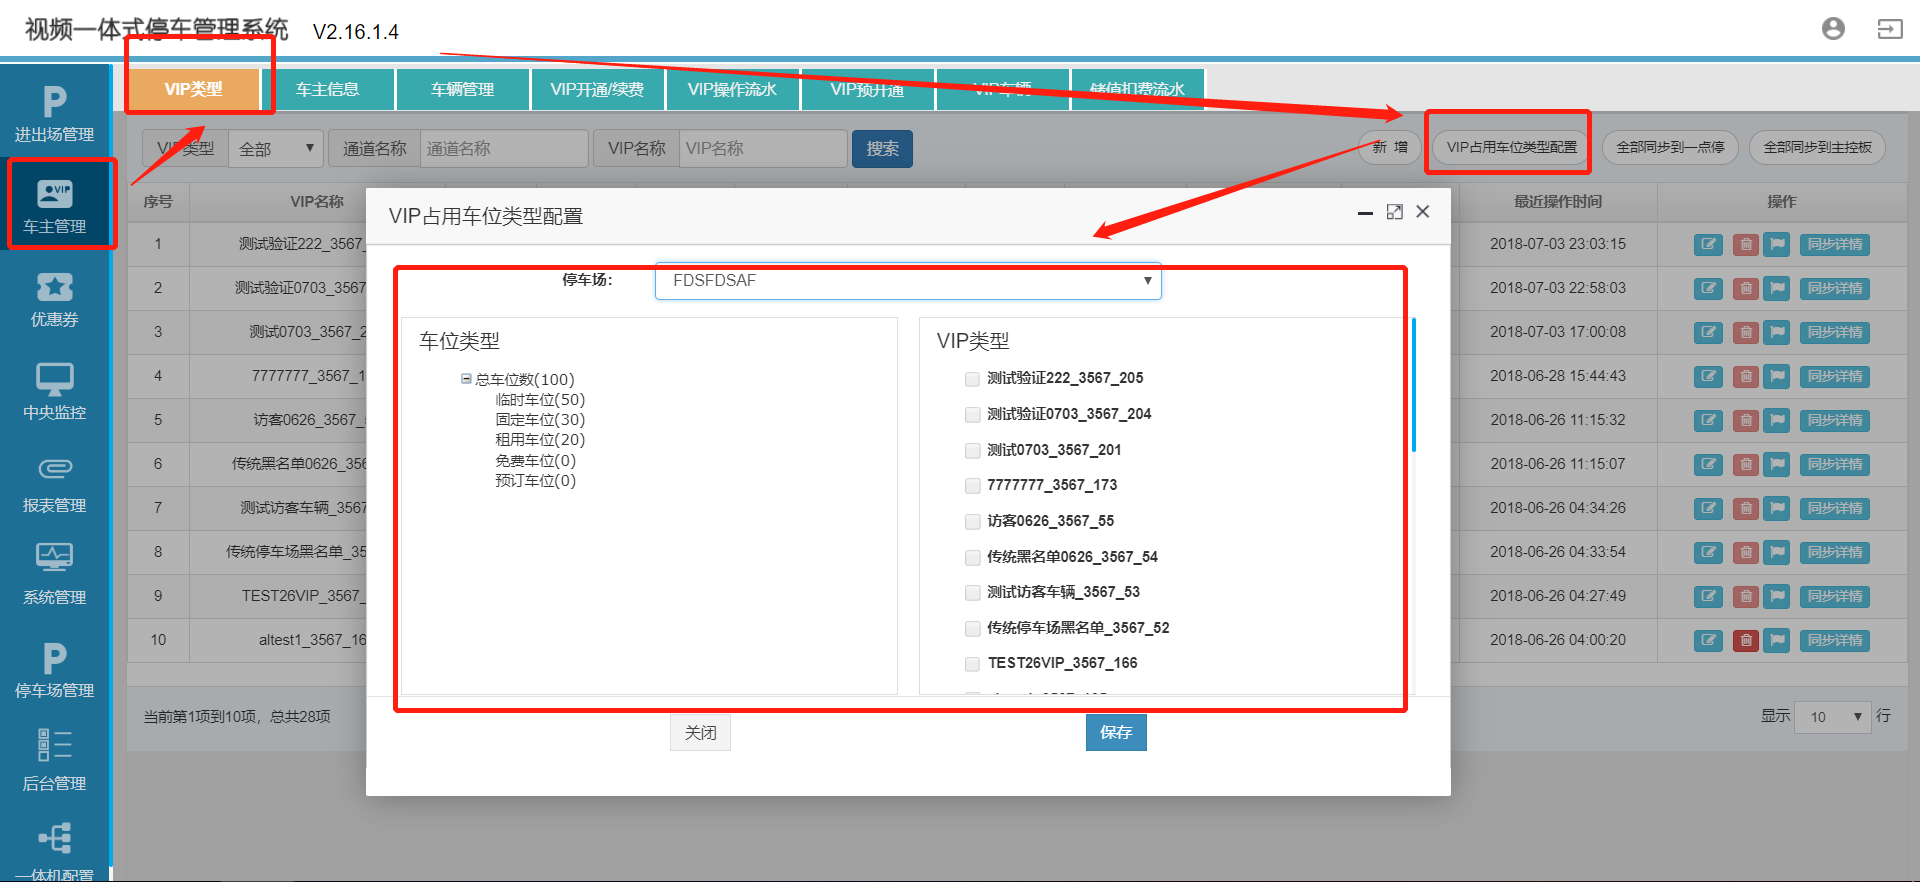 视频一体式停车管理系统 V2.16.1.4
VIP类型 车主信息 车辆管理 VIP开通/续费 VIP操作流水 VIP预开通 VIP车辆 储值扣费流水
进出场管理
车主管理
优惠券
中央监控
报表管理
系统管理
停车场管理
后台管理
一体机配置
VIP类型 全部 通道名称 通道名称 VIP名称 VIP名称 搜索 新 增 VIP占用车位类型配置 全部同步到一点停 全部同步到主控板
序号 VIP名称 最近操作时间 操作
1 测试验证222_3567_ 2018-07-03 23:03:15 同步详情
2 测试验证0703_3567 2018-07-03 22:58:03 同步详情
3 测试0703_3567_2 2018-07-03 17:00:08 同步详情
4 7777777_3567_1 2018-06-28 15:44:43 同步详情
5 访客0626_3567_ 2018-06-26 11:15:32 同步详情
6 传统黑名单0626_356 2018-06-26 11:15:07 同步详情
7 测试访客车辆_3567 2018-06-26 04:34:26 同步详情
8 传统停车场黑名单_35 2018-06-26 04:33:54 同步详情
9 TEST26VIP_3567_ 2018-06-26 04:27:49 同步详情
10 altest1_3567_16 2018-06-26 04:00:20 同步详情
当前第1项到10项，总共28项 显示 10 行
VIP占用车位类型配置
停车场: FDSFDSAF
车位类型
总车位数(100)
临时车位(50)
固定车位(30)
租用车位(20)
免费车位(0)
预订车位(0)
VIP类型
测试验证222_3567_205
测试验证0703_3567_204
测试0703_3567_201
7777777_3567_173
访客0626_3567_55
传统黑名单0626_3567_54
测试访客车辆_3567_53
传统停车场黑名单_3567_52
TEST26VIP_3567_166
关闭 保存